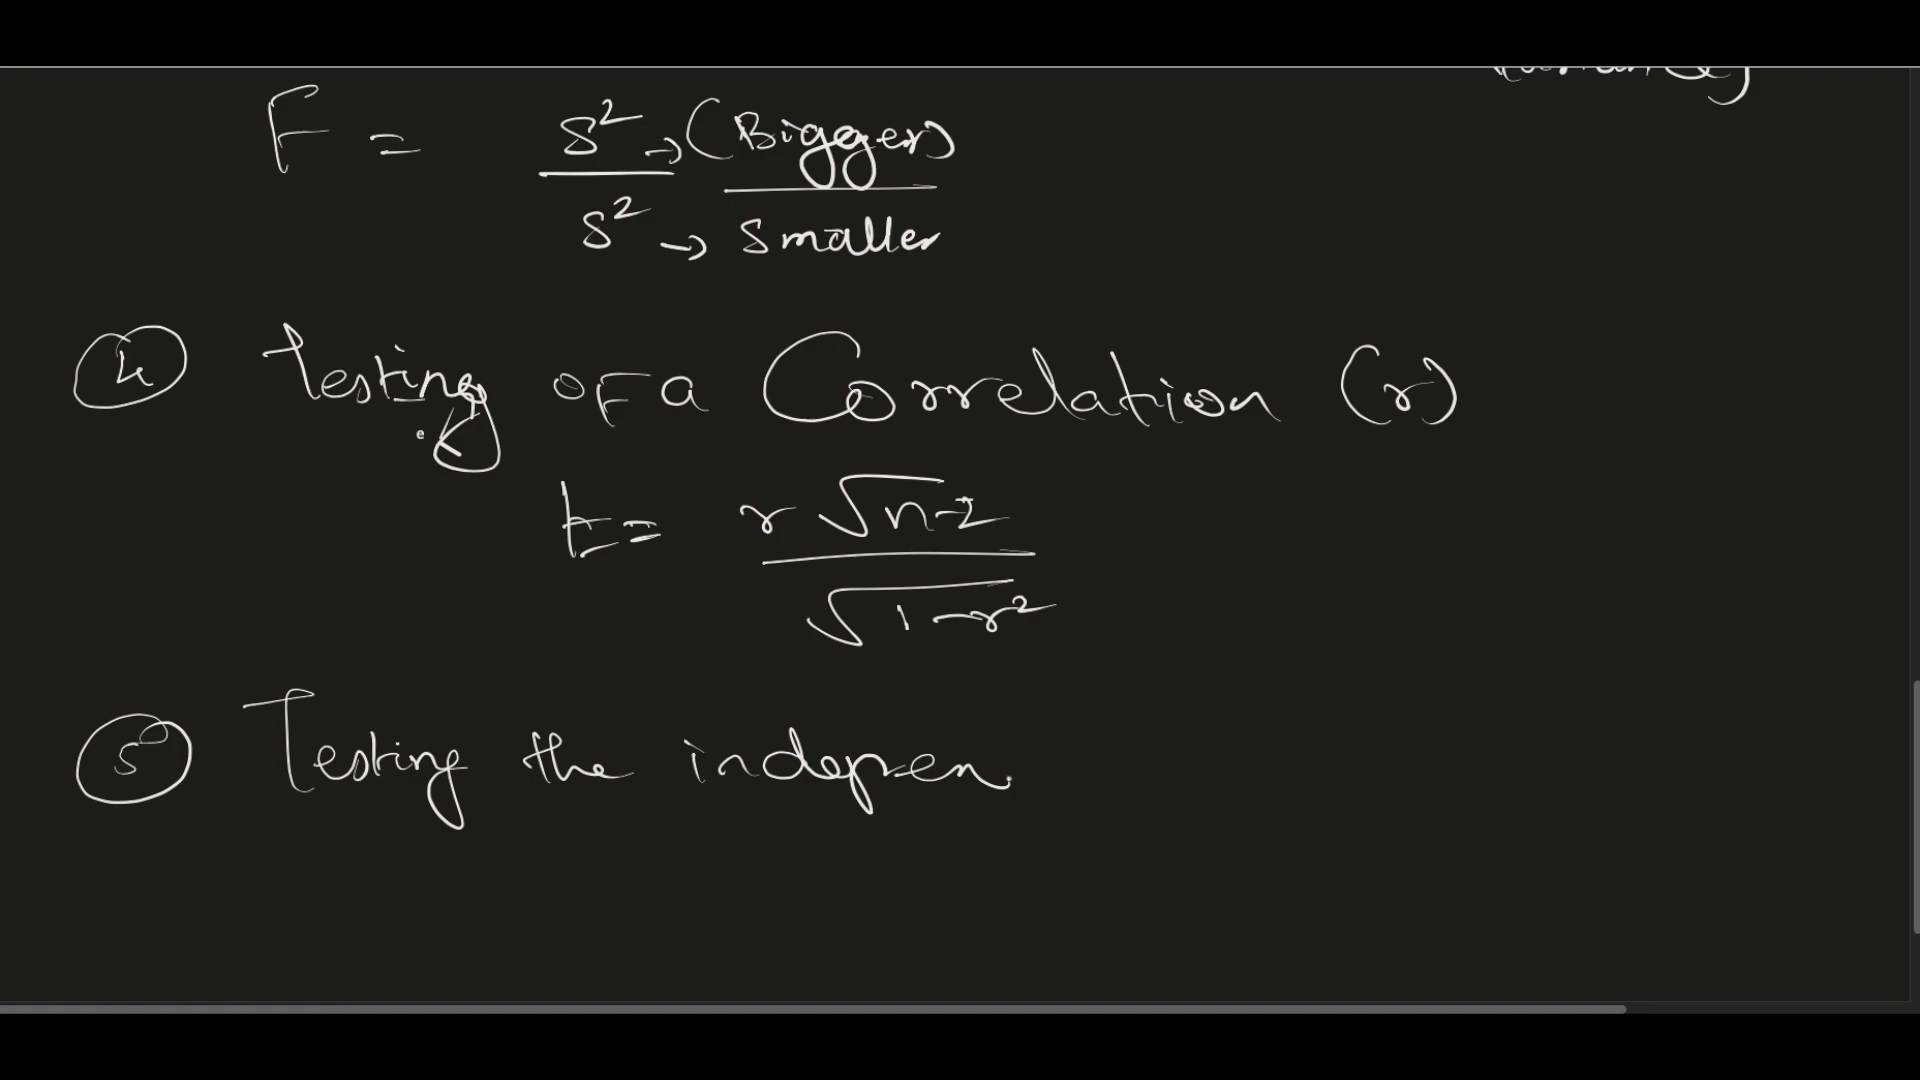 F = S² → (Bigger)
S² → Smaller
4 Testing of a Correlation (r)
t = r √n-2
√1-r²
5 Testing the indepen